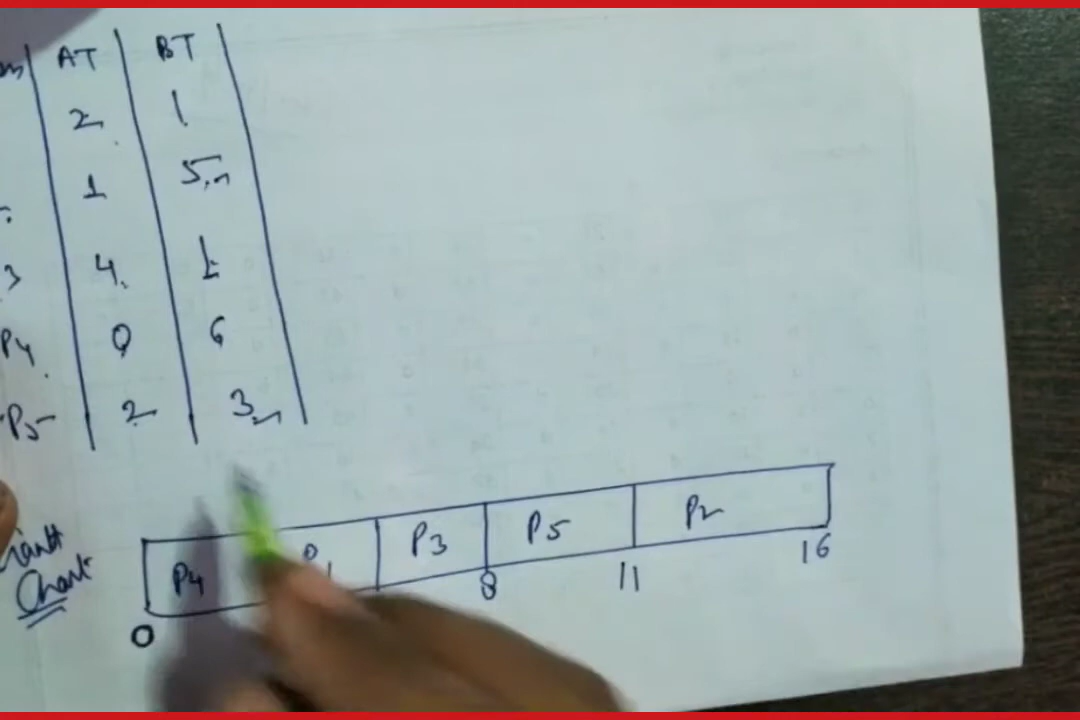 AT BT
2 1
1 5
3 4 1
P4 0 6
P5 2 3
Chart
P4 P3 P5 P2
0 8 11 16